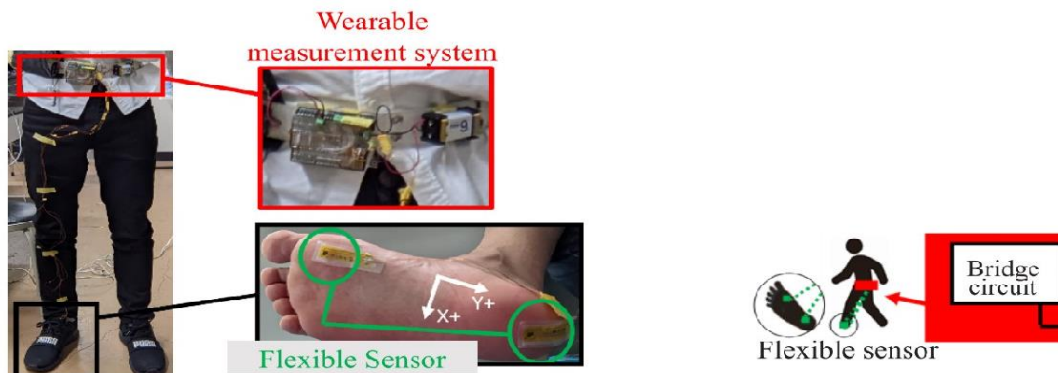 Wearable
measurement system
X+
Y+
Flexible Sensor
PUMA
Bridge
circuit
Flexible sensor